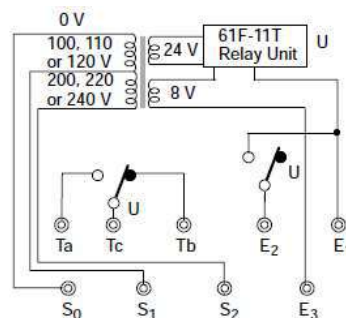 0 V
100, 110
or 120 V
200, 220
or 240 V
24 V
8 V
61F-11T
Relay Unit
U
U
U
Ta
Tc
Tb
E2
E
S0
S1
S2
E3